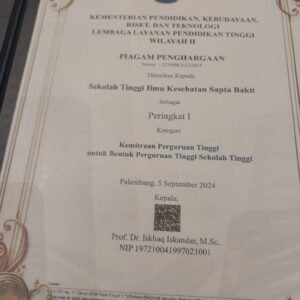 KEMENTERIAN PENDIDIKAN, KEBUDAYAAN,
RISET, DAN TEKNOLOGI
LEMBAGA LAYANAN PENDIDIKAN TINGGI
WILAYAH II
PIAGAM PENGHARGAAN
Nomor
Diberikan Kepada
Sekolah Tinggi Ilmu Kesehatan Sapta Bakti
Sebagai
Peringkat I
Kategori
Kemitraan Perguruan Tinggi
untuk Bentuk Perguruan Tinggi Sekolah Tinggi
Palembang, 5 September 2024
Kepala,
Prof. Dr. Iskhaq Iskandar, M.Sc.
NIP 197210041997021001